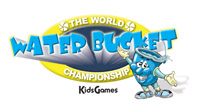 THE WORLD
WATER BUCKET
CHAMPIONSHIP
KidsGames